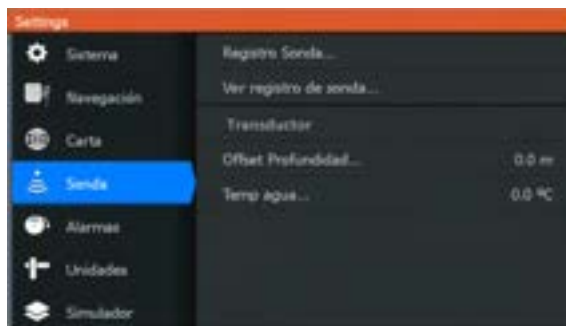 Settings
Sistema
Navegación
Carta
Sonda
Alarmas
Unidades
Simulador
Registro Sonda...
Ver registro de sonda...
Transductor
Offset Profundidad... 0.0 m
Temp agua... 0.0 ºC